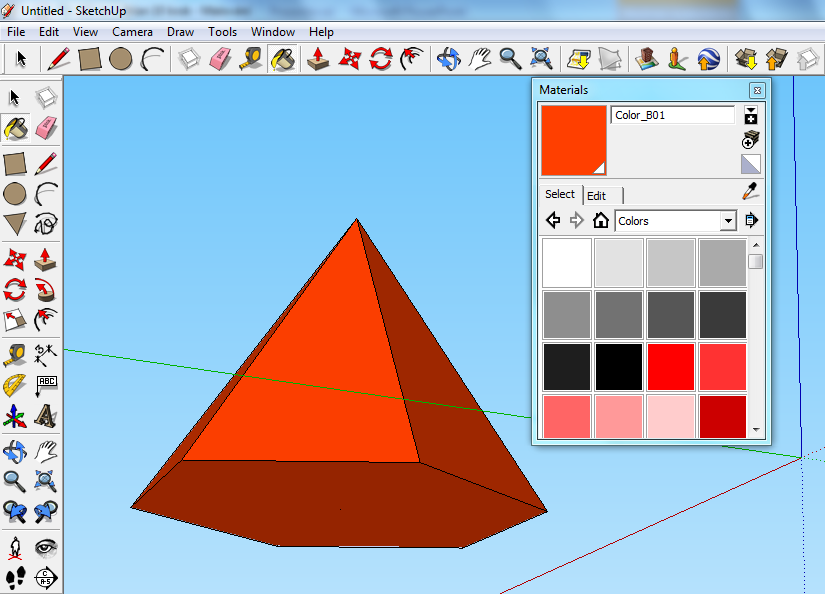 Untitled - SketchUp
File Edit View Camera Draw Tools Window Help
Materials
Color_B01
Select Edit
Colors
ABC
A